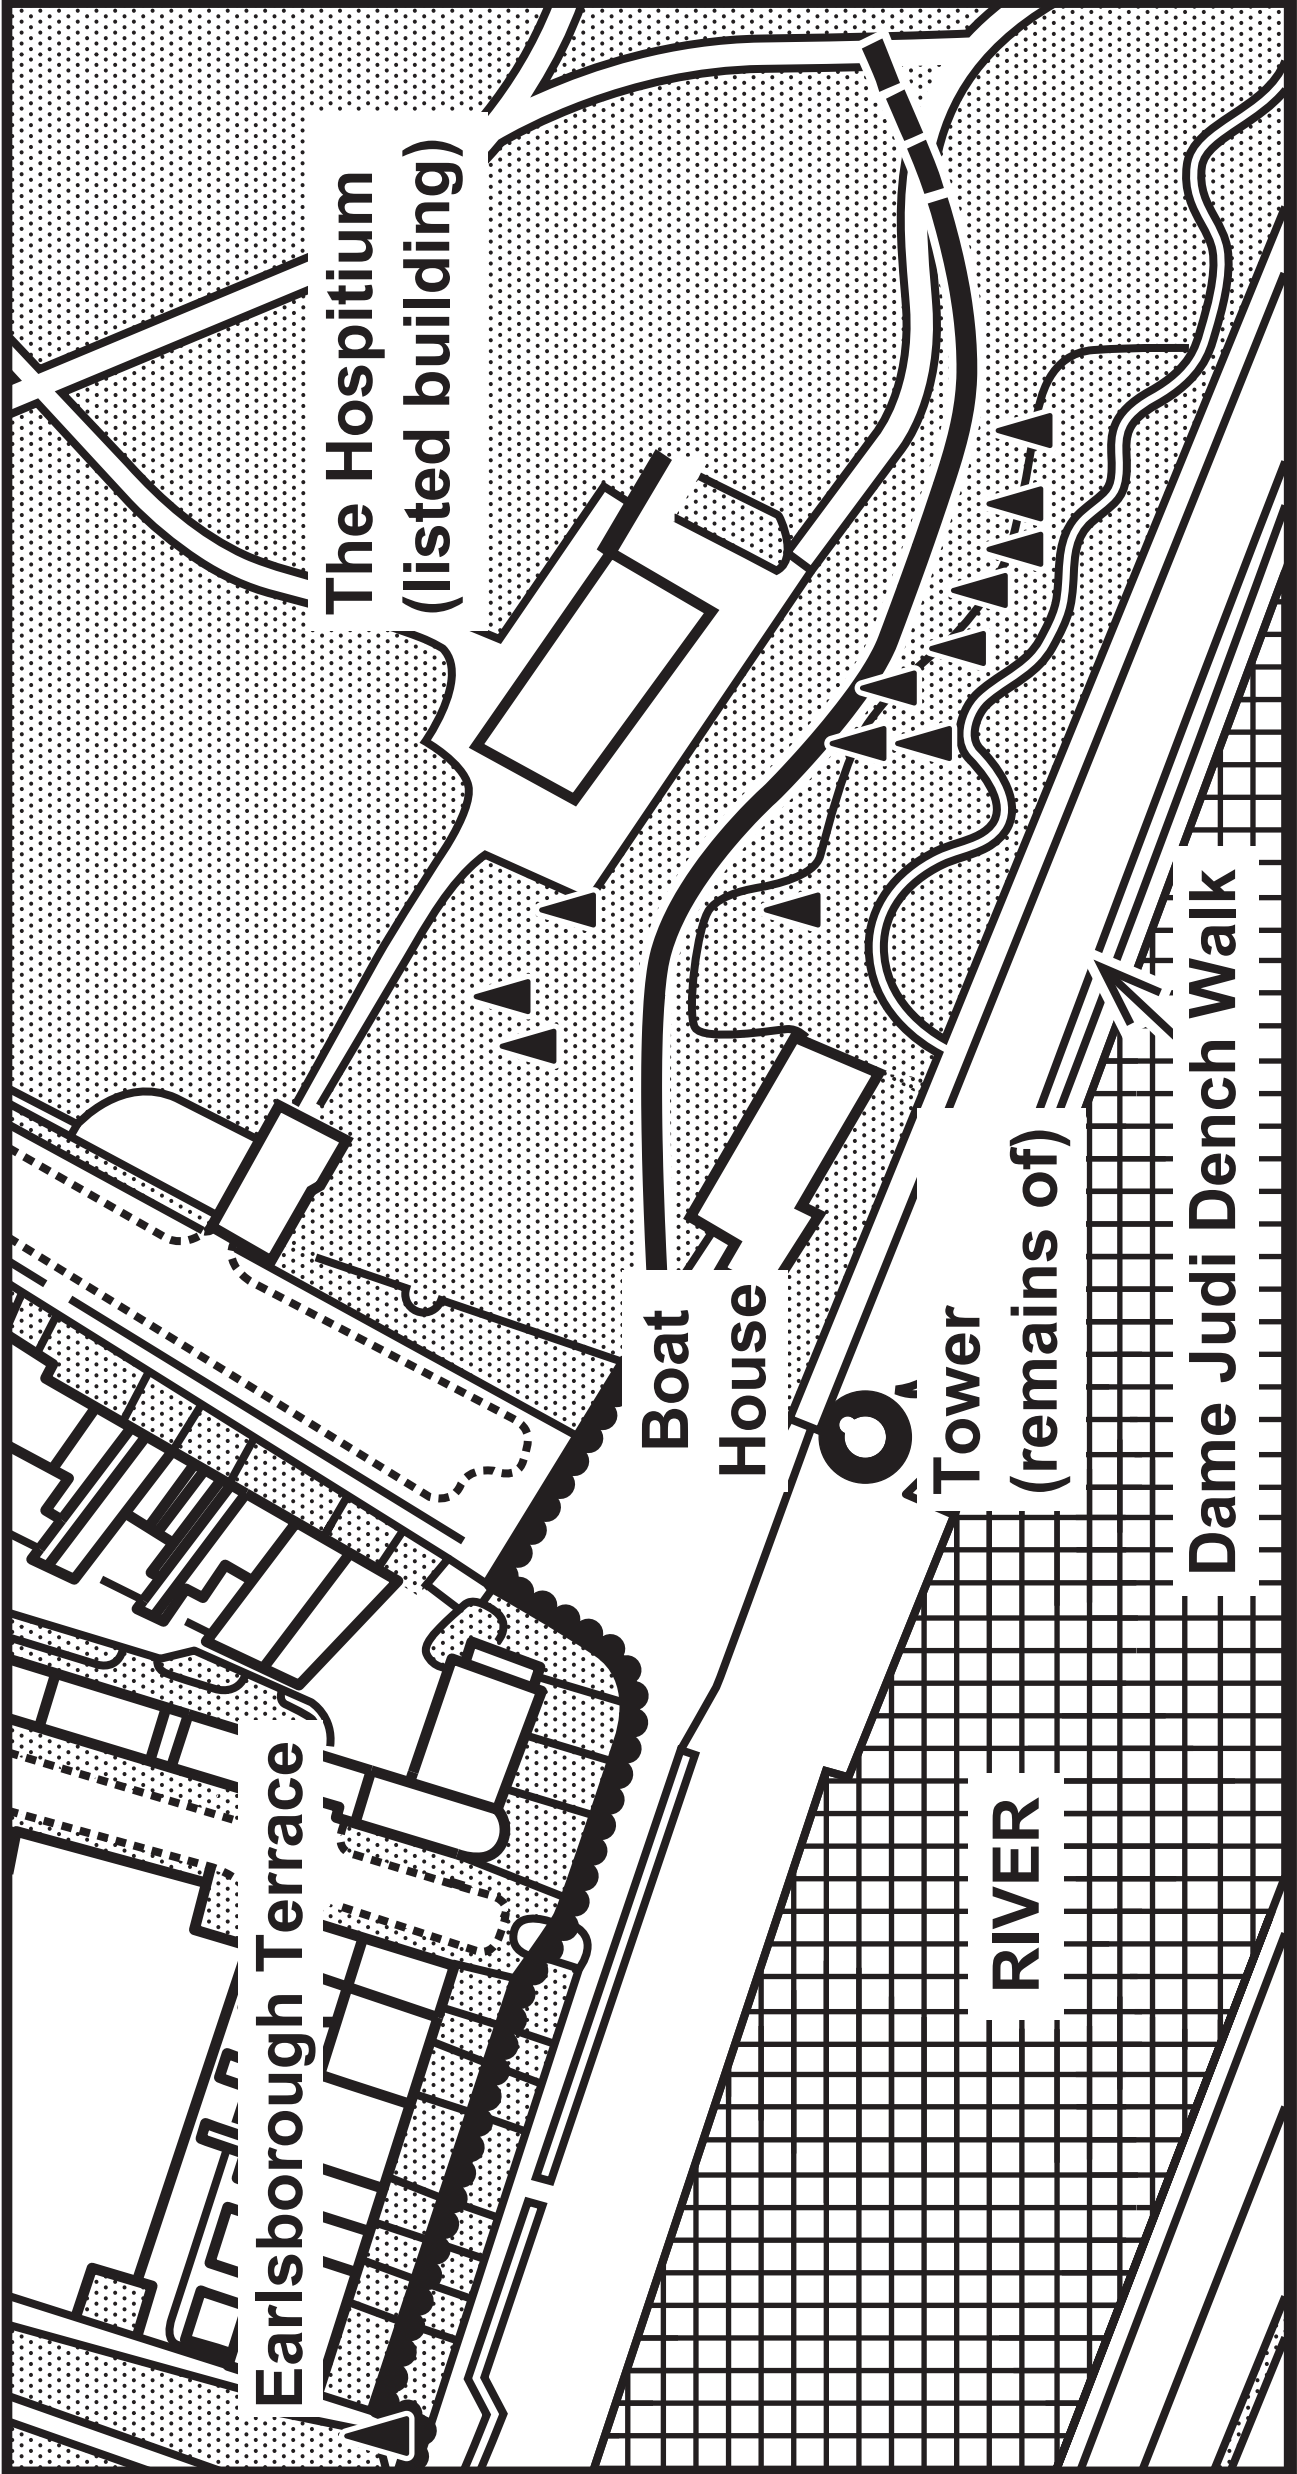 The Hospitium
(listed building)
Boat
House
Tower
(remains of)
Dame Judi Dench Walk
Earlsborough Terrace
RIVER